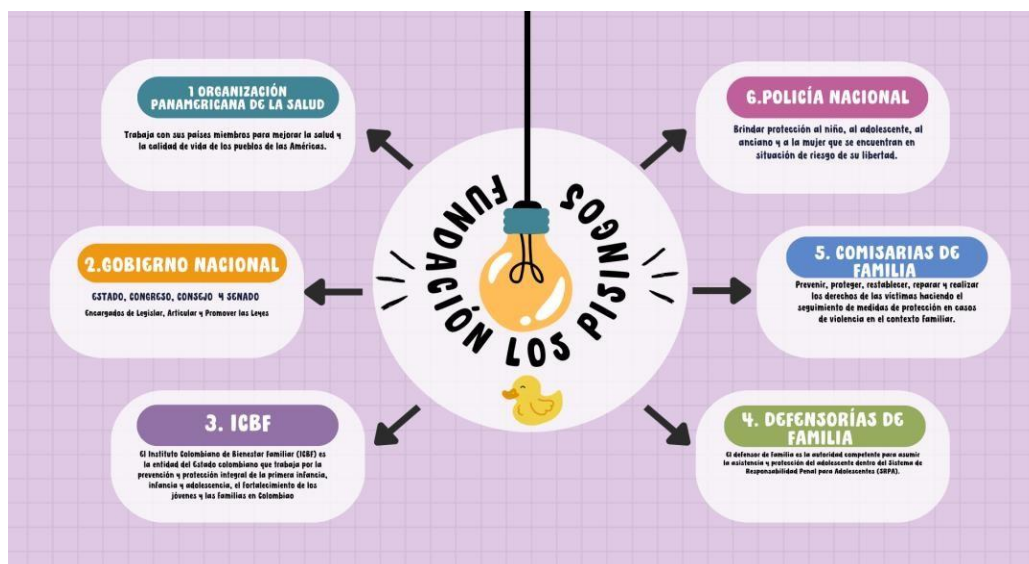 FUNDACIÓN LOS PISINGOS
1 ORGANIZACIÓN
PANAMERICANA DE LA SALUD
Trabaja con sus países miembros para mejorar la salud y
la calidad de vida de los pueblos de las Américas.
2.GOBIERNO NACIONAL
ESTADO, CONGRESO, CONSEJO Y SENADO
Encargados de Legislar, Articular y Promover las Leyes
3. ICBF
El Instituto Colombiano de Bienestar Familiar (ICBF) es
la entidad del Estado colombiano que trabaja por la
prevención y protección integral de la primera infancia,
infancia y adolescencia, el fortalecimiento de los
jóvenes y las familias en Colombiao
4. DEFENSORÍAS DE
FAMILIA
El defensor de Familia es la autoridad competente para asumir
la asistencia y protección del adolescente dentro del Sistema de
Responsabilidad Penal para Adolescentes (SRPA).
5. COMISARIAS DE
FAMILIA
Prevenir, proteger, restablecer, reparar y realizar
los derechos de las víctimas haciendo el
seguimiento de medidas de protección en casos
de violencia en el contexto familiar.
6.POLICÍA NACIONAL
Brindar protección al niño, al adolescente, al
anciano y a la mujer que se encuentran en
situación de riesgo de su libertad.